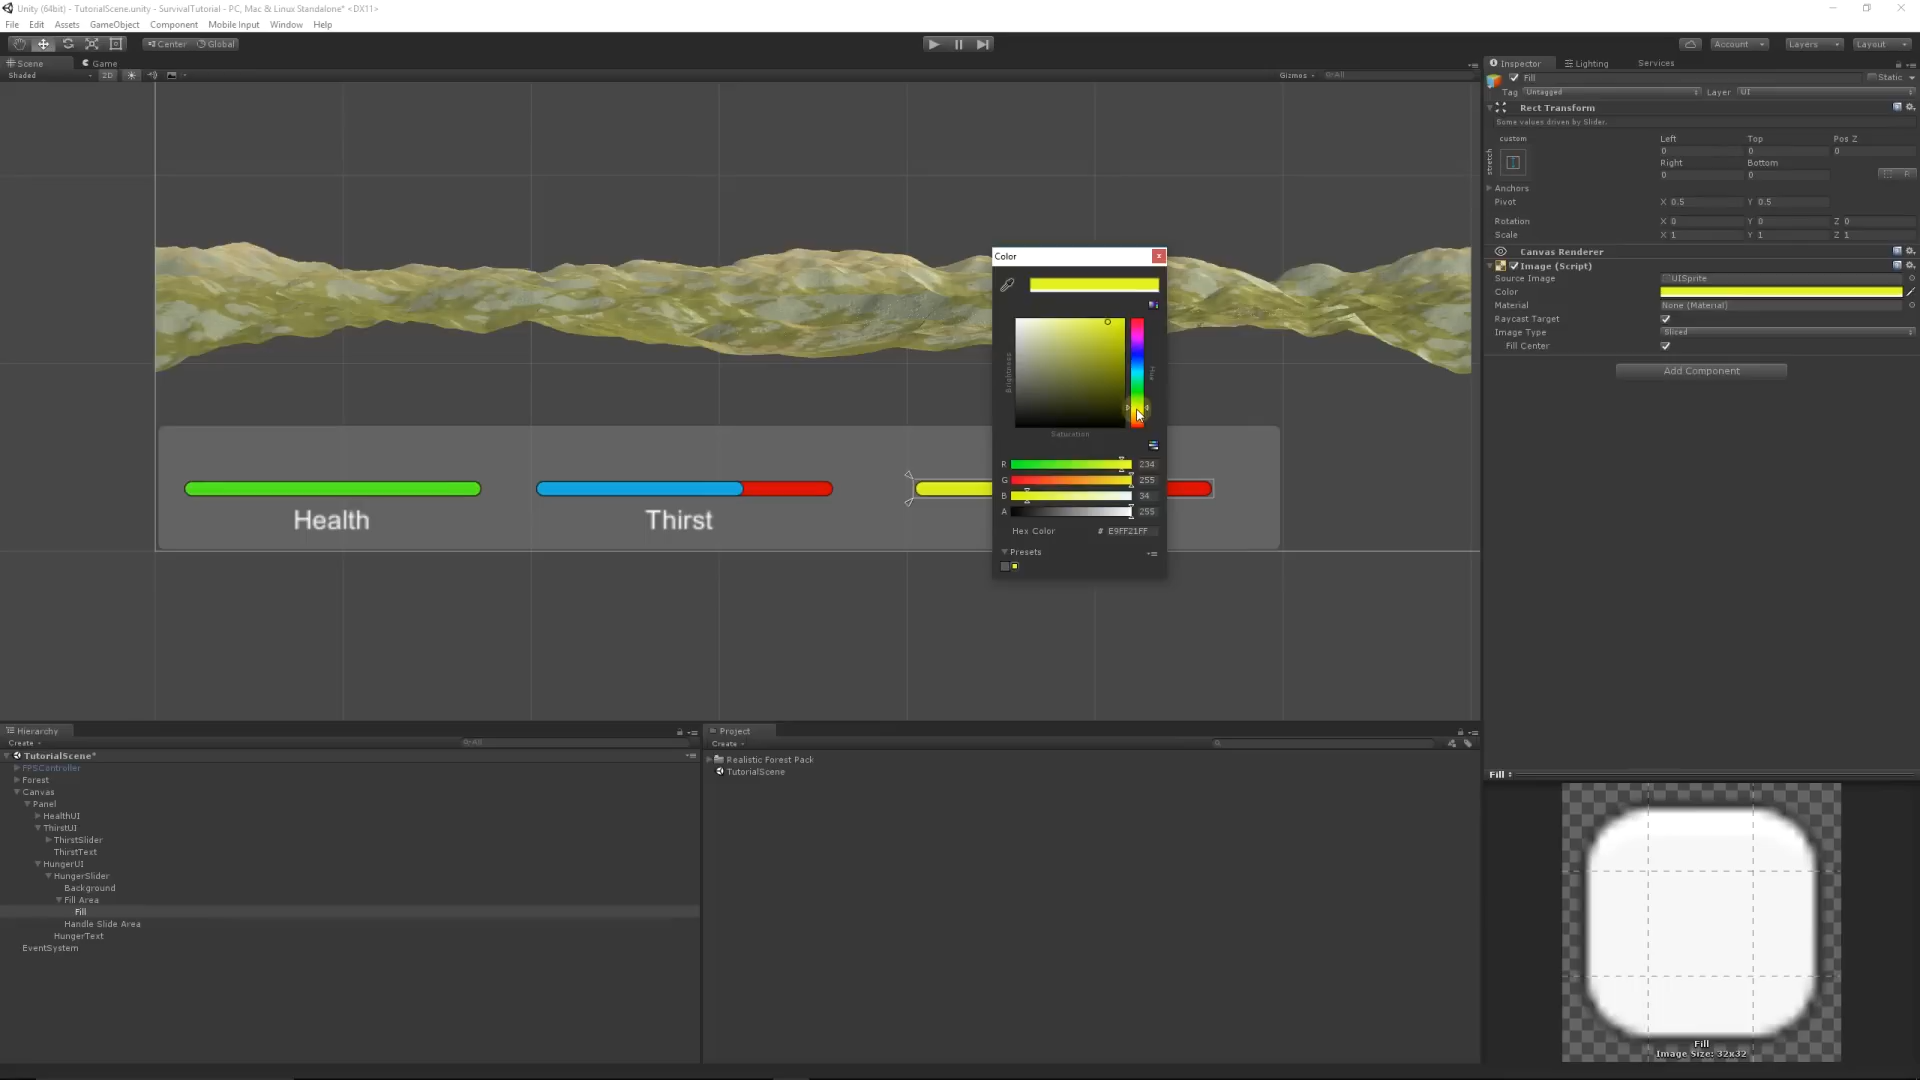 Unity (64bit) - TutorialScene.unity - SurvivalTutorial - PC, Mac & Linux Standalone* <DX11>
File Edit Assets GameObject Component Mobile Input Window Help
Center Global Account Layers Layout
Scene Game
Shaded 2D Gizmos All
Inspector Lighting Services
Fill Static
Tag Untagged Layer UI
Rect Transform
Some values driven by Slider.
custom Left Top Pos Z
stretch
0 0 0
Right Bottom
0 0 R
Anchors
Pivot X 0.5 Y 0.5
Rotation X 0 Y 0 Z 0
Scale X 1 Y 1 Z 1
Canvas Renderer
Image (Script)
Source Image UISprite
Color
Material None (Material)
Raycast Target
Image Type Sliced
Fill Center
Add Component
Color
Brightness
Hue
Saturation
R 234
G 255
B 34
A 255
Hex Color # E9FF21FF
Presets
Health Thirst
Hierarchy
Create All
TutorialScene*
FPSController
Forest
Canvas
Panel
HealthUI
ThirstUI
ThirstSlider
ThirstText
HungerUI
HungerSlider
Background
Fill Area
Fill
Handle Slide Area
HungerText
EventSystem
Project
Create
Realistic Forest Pack
TutorialScene
Fill
Fill
Image Size: 32x32